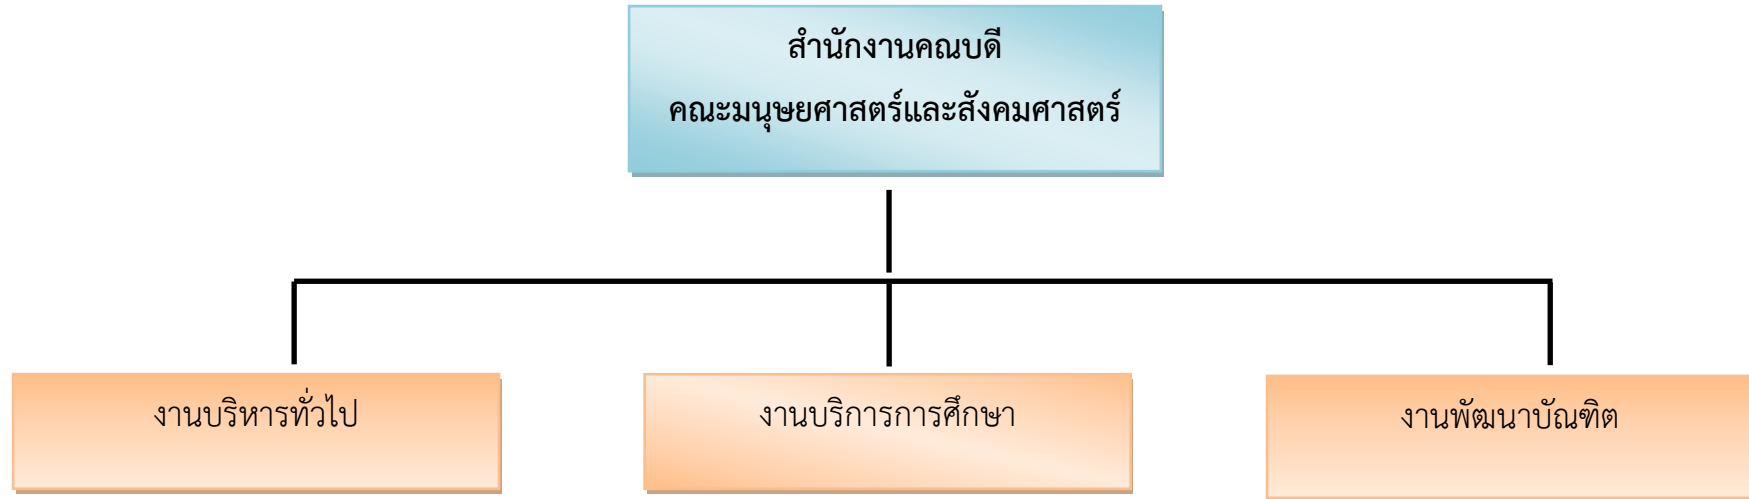 สำนักงานคณบดี
คณะมนุษยศาสตร์และสังคมศาสตร์
งานบริหารทั่วไป
งานบริการการศึกษา
งานพัฒนาบัณฑิต